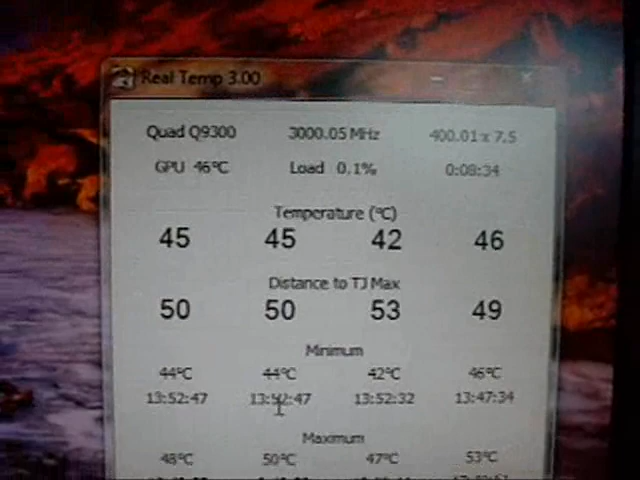 Real Temp 3.00
Quad Q9300 3000.05 MHz 400.01 x 7.5
GPU 46°C Load 0.1% 0:08:34
Temperature (°C)
45 45 42 46
Distance to TJ Max
50 50 53 49
Minimum
44°C 44°C 42°C 46°C
13:52:47 13:52:47 13:52:32 13:47:34
Maximum
48°C 50°C 47°C 53°C